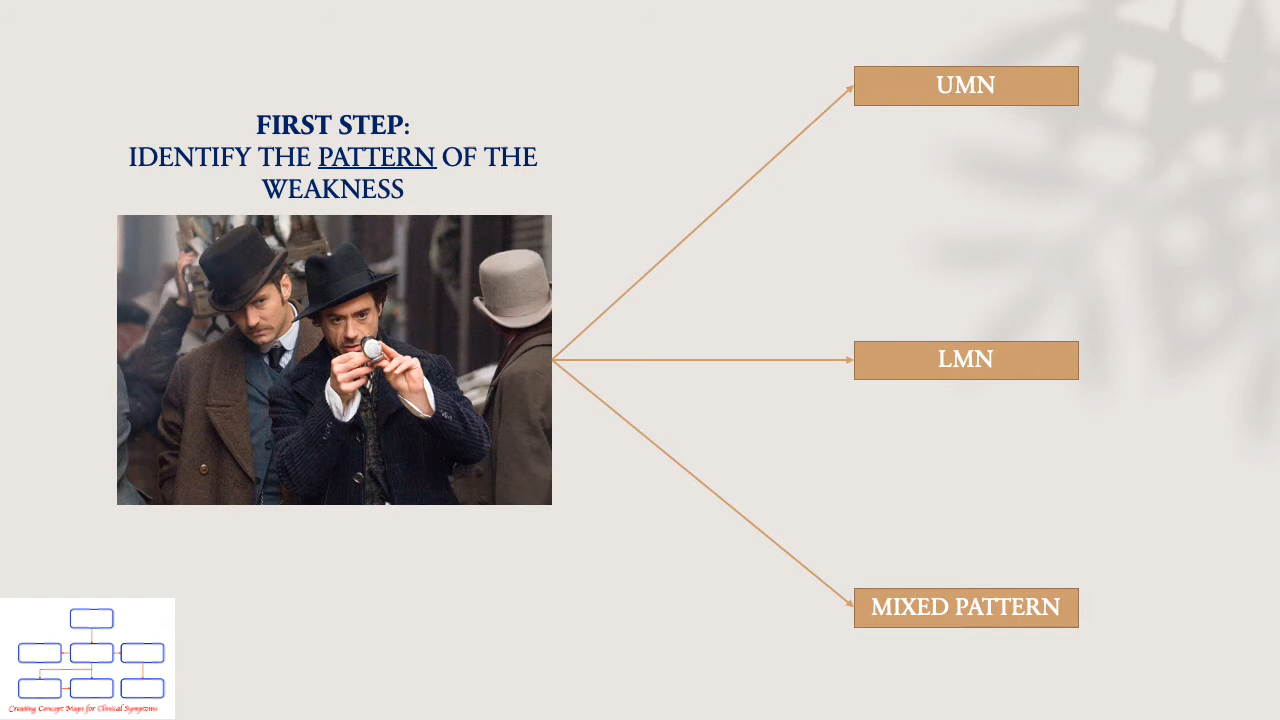 FIRST STEP:
IDENTIFY THE PATTERN OF THE
WEAKNESS
UMN
LMN
MIXED PATTERN
Creating Concept Maps for Clinical Symptoms